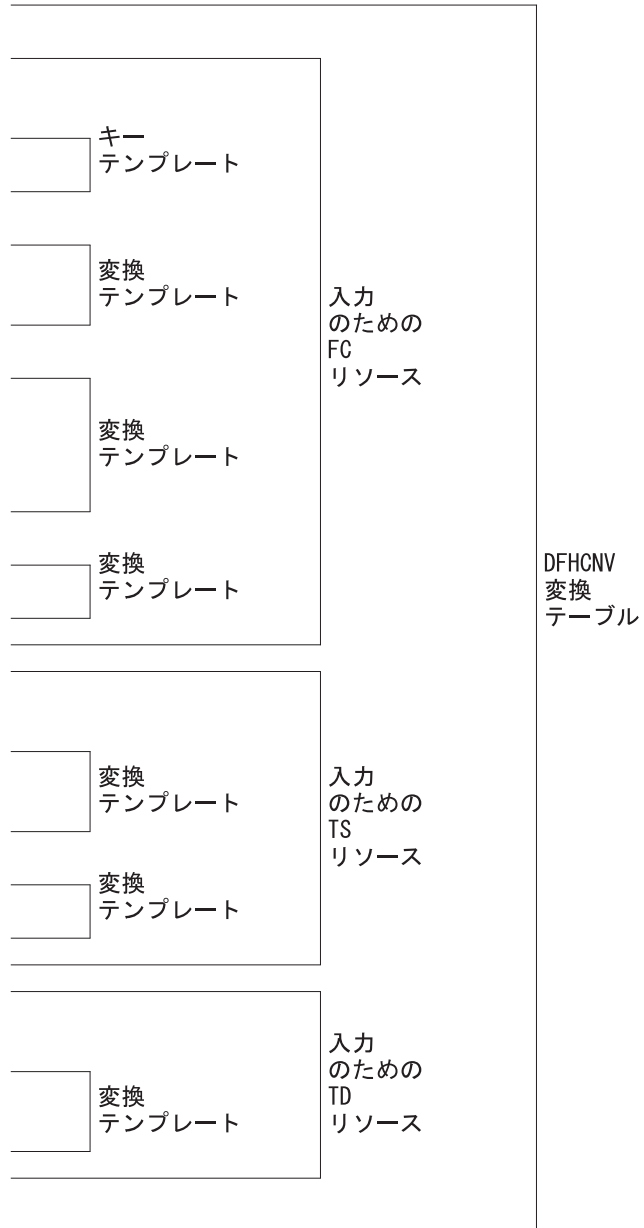 キー
テンプレート
変換
テンプレート
変換
テンプレート
変換
テンプレート
入力
のための
FC
リソース
変換
テンプレート
変換
テンプレート
入力
のための
TS
リソース
変換
テンプレート
入力
のための
TD
リソース
DFHCNV
変換
テーブル